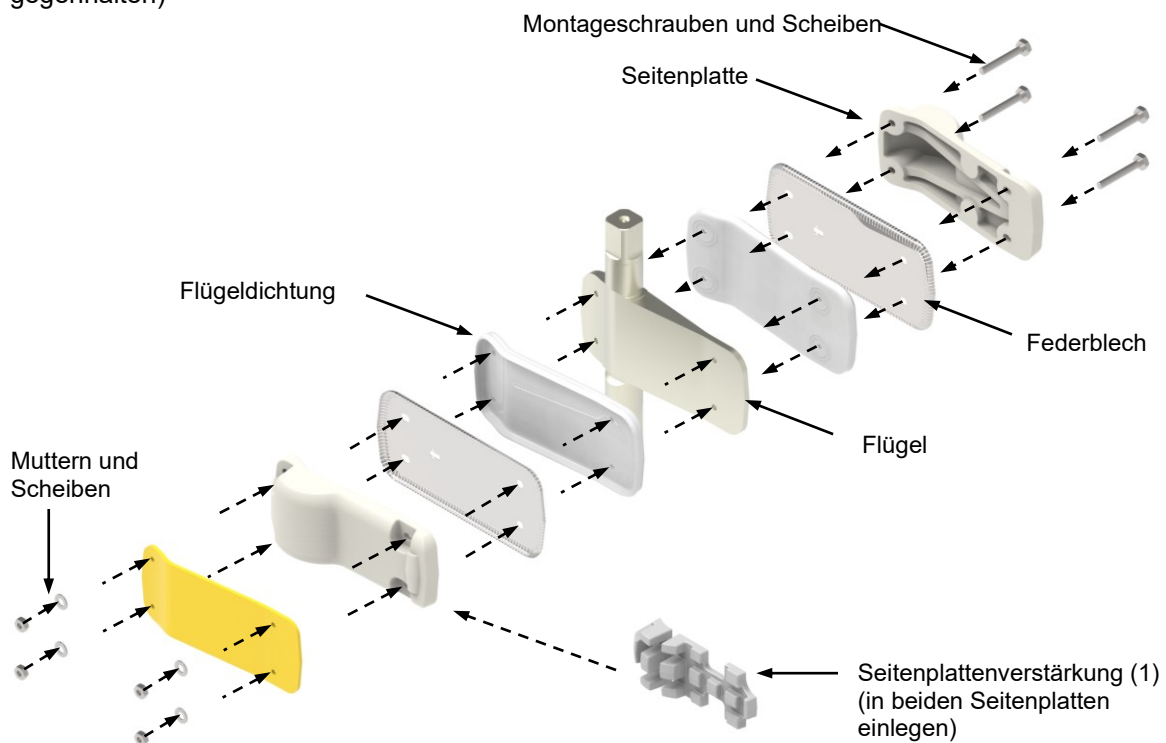 gegenhalten)
Montageschrauben und Scheiben
Seitenplatte
Flügeldichtung
Federblech
Flügel
Muttern und
Scheiben
Seitenplattenverstärkung (1)
(in beiden Seitenplatten
einlegen)